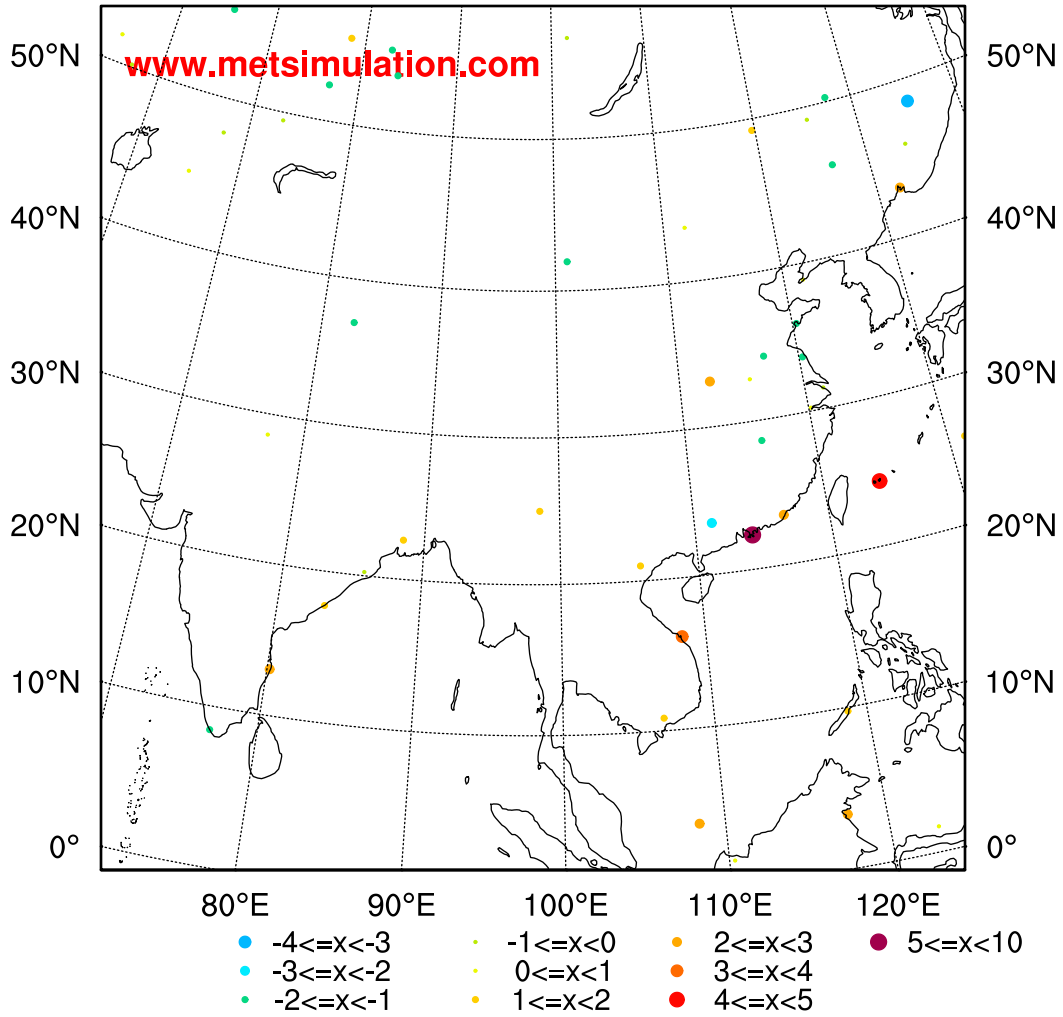 50°N 50°N
www.metsimulation.com
40°N 40°N
30°N 30°N
20°N 20°N
10°N 10°N
0° 0°
80°E 90°E 100°E 110°E 120°E
-4<=x<-3 -1<=x<0 2<=x<3 5<=x<10
-3<=x<-2 0<=x<1 3<=x<4
-2<=x<-1 1<=x<2 4<=x<5